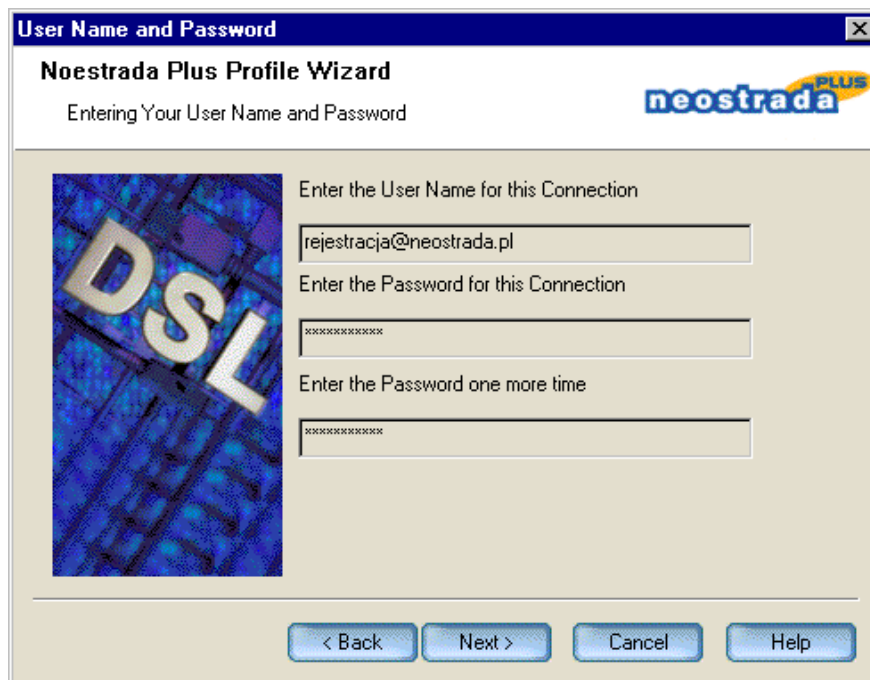 User Name and Password
Noestrada Plus Profile Wizard
Entering Your User Name and Password
neostrada PLUS
DSL
Enter the User Name for this Connection
rejestracja@neostrada.pl
Enter the Password for this Connection
***********
Enter the Password one more time
***********
< Back Next > Cancel Help